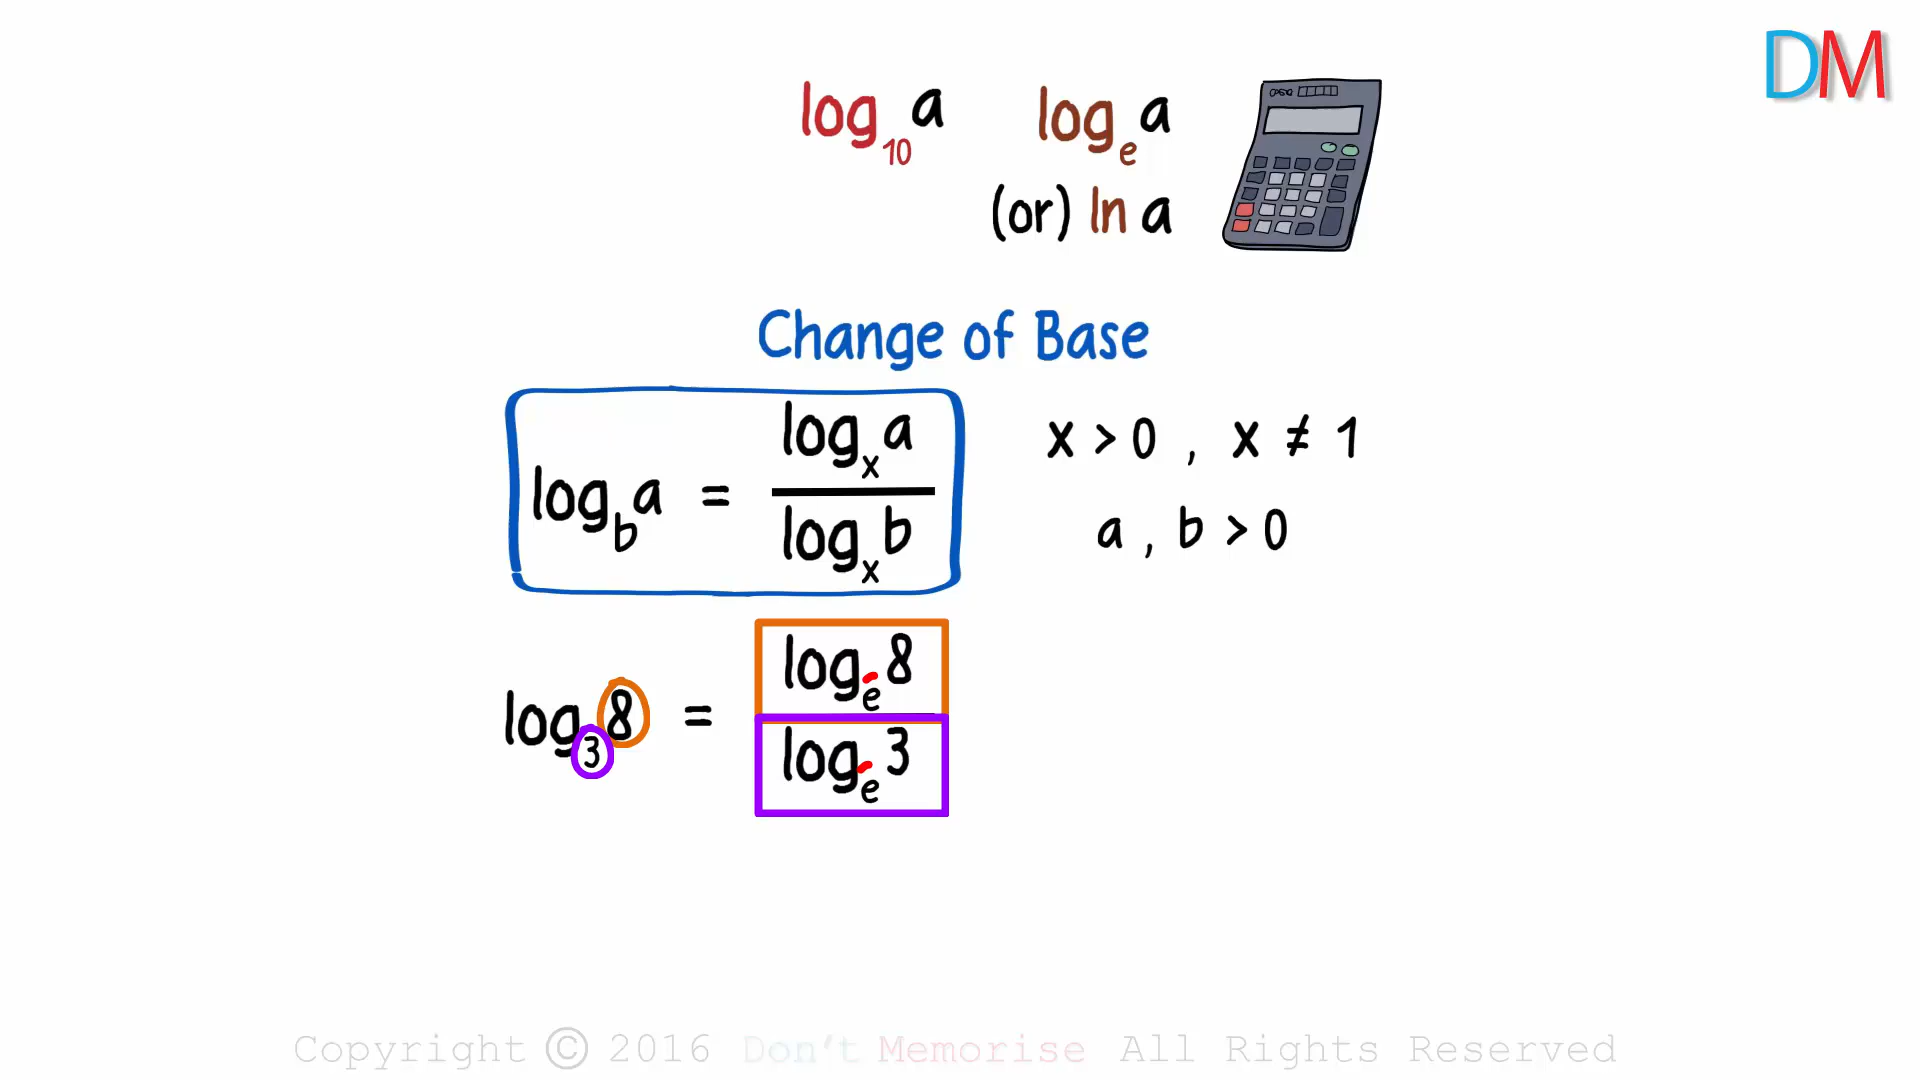 DM
log₁₀ a   logₑ a
(or) ln a
Change of Base
log_b a = logₓ a / logₓ b
x > 0 , x ≠ 1
a , b > 0
log₃ 8 = logₑ 8 / logₑ 3
Copyright © 2016 Don't Memorise All Rights Reserved